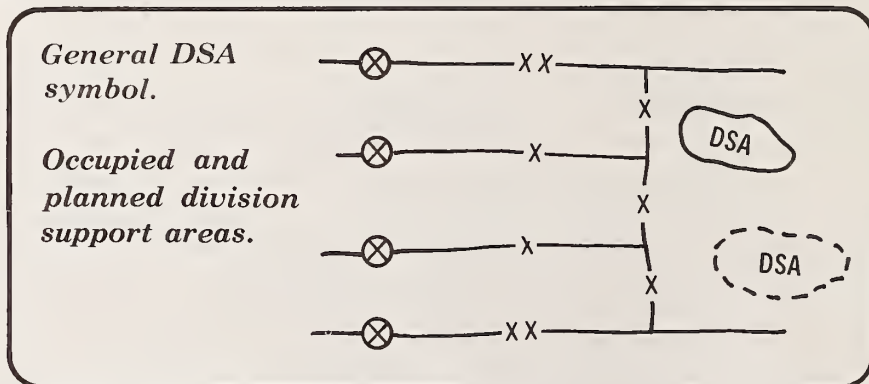 General DSA
symbol.
Occupied and
planned division
support areas.
XX
X
X
DSA
X
X
DSA
X
XX